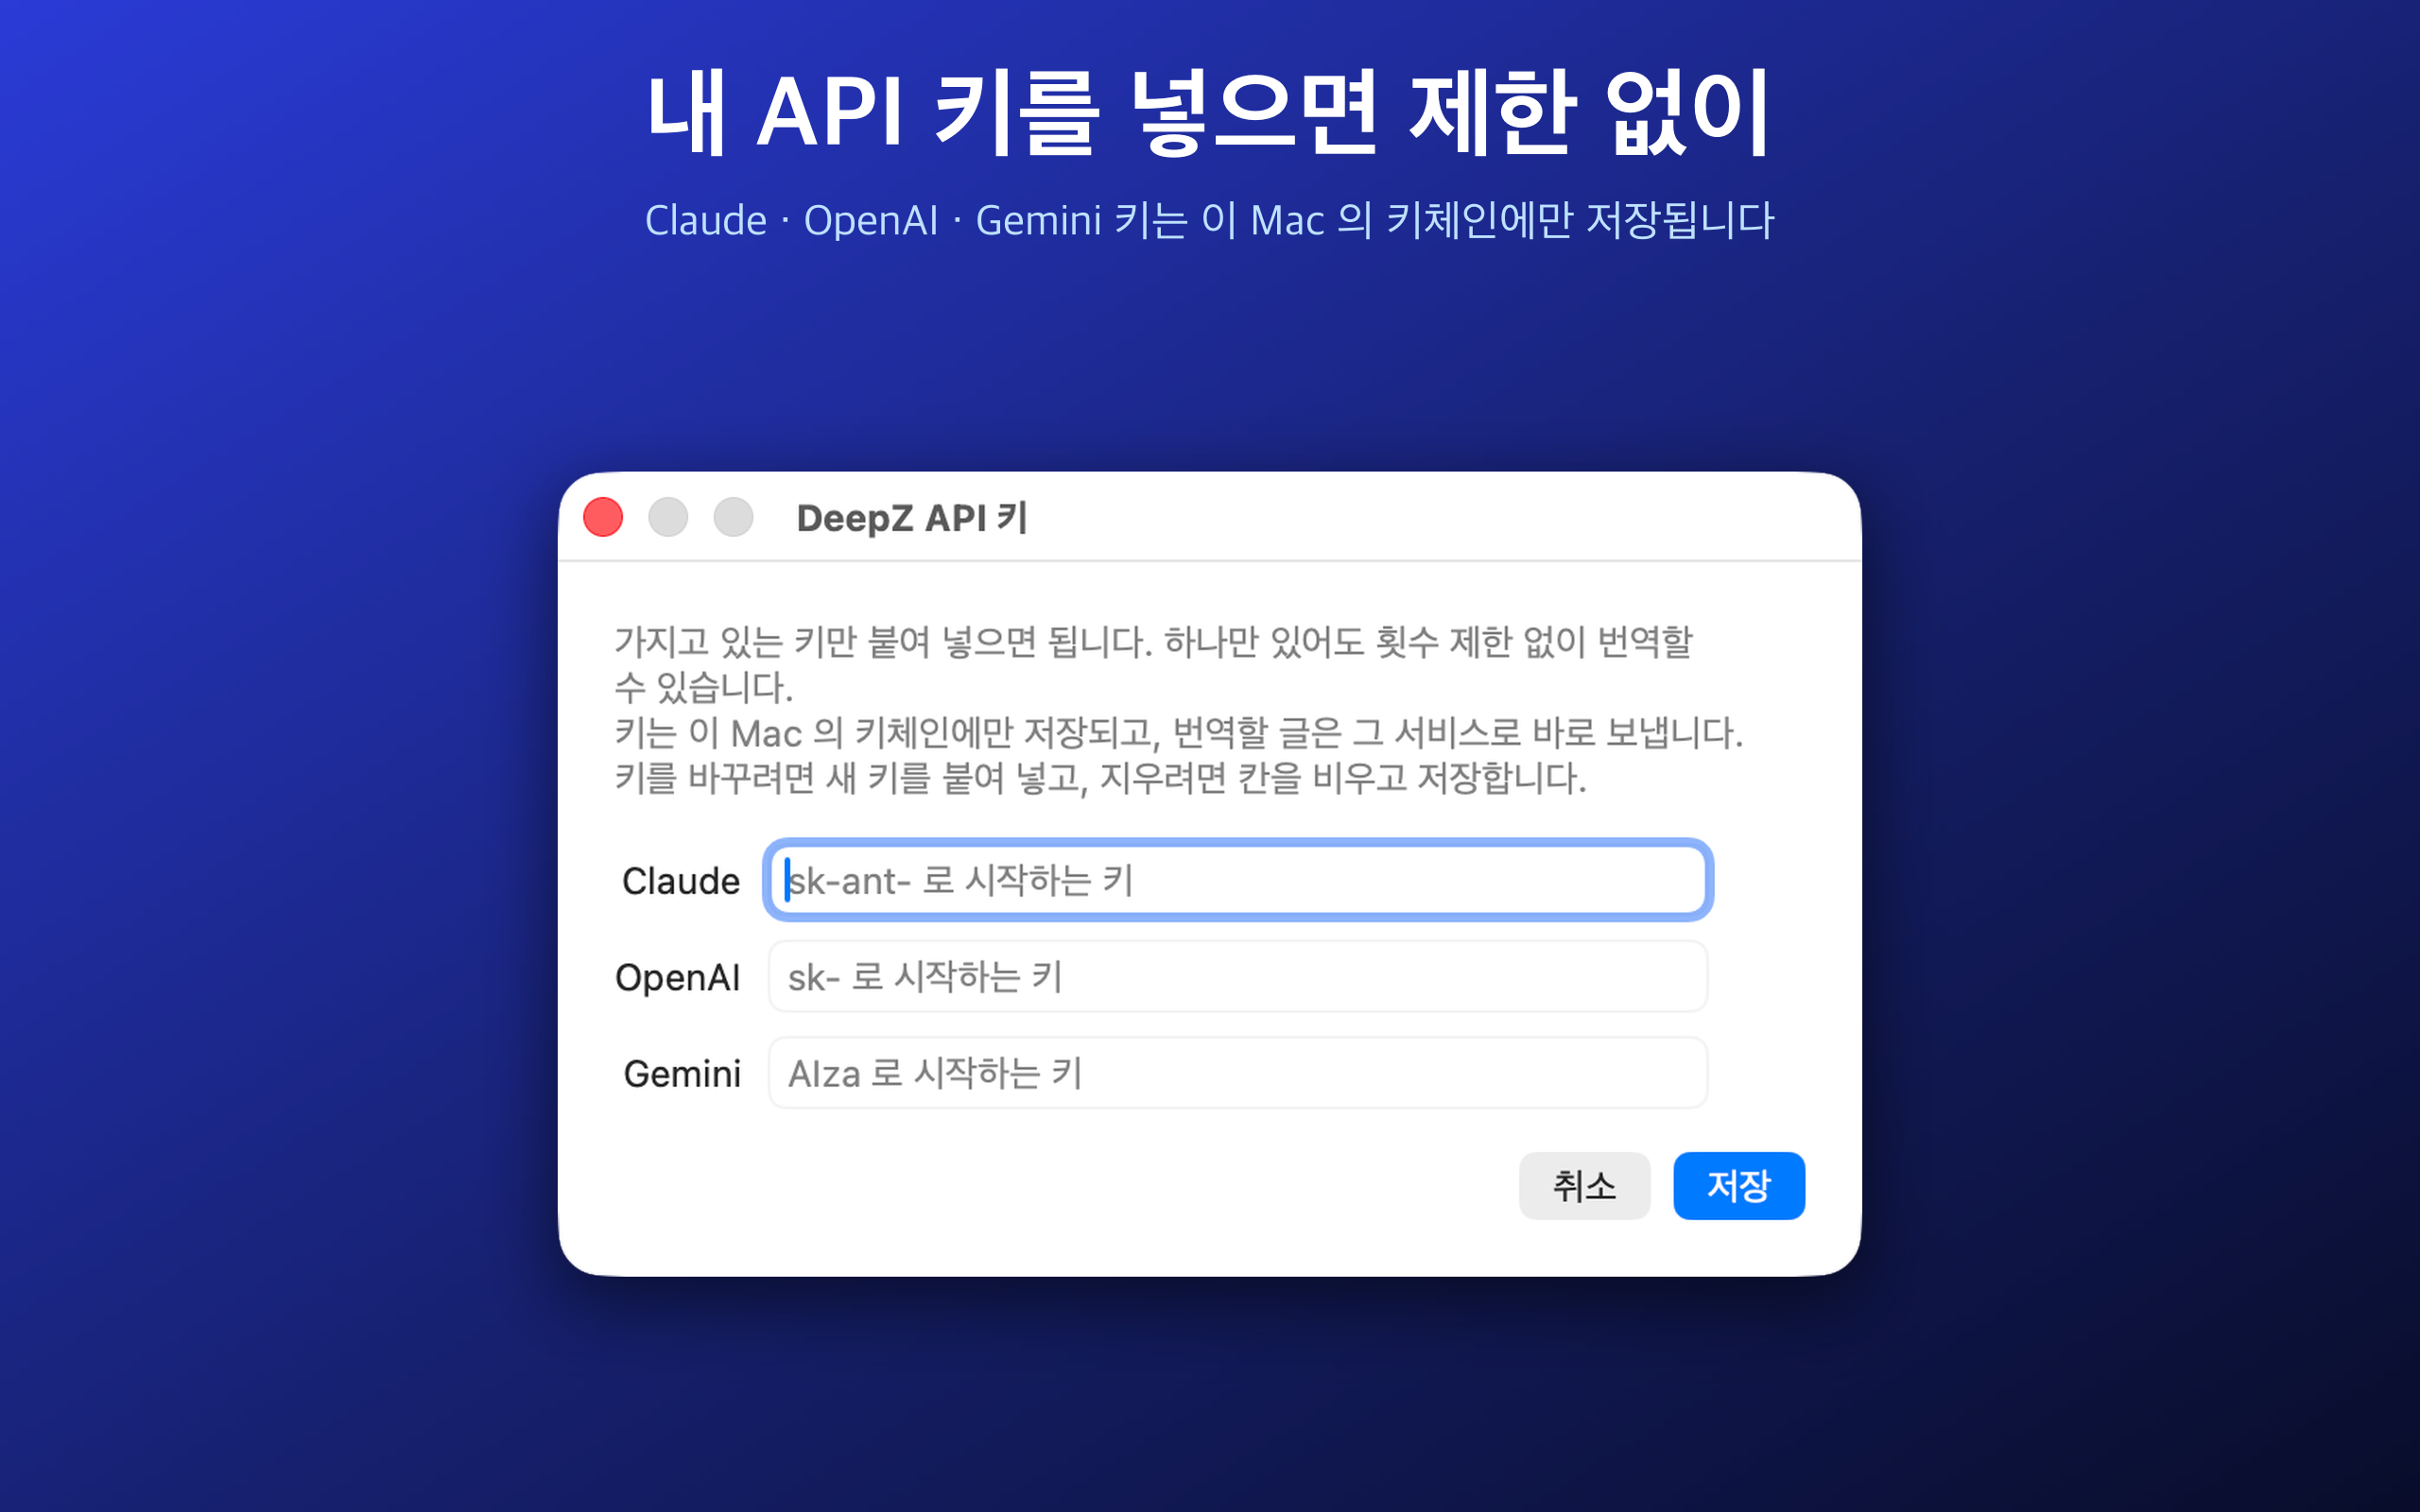 내 API 키를 넣으면 제한 없이
Claude · OpenAI · Gemini 키는 이 Mac 의 키체인에만 저장됩니다
DeepZ API 키
가지고 있는 키만 붙여 넣으면 됩니다. 하나만 있어도 횟수 제한 없이 번역할
수 있습니다.
키는 이 Mac 의 키체인에만 저장되고, 번역할 글은 그 서비스로 바로 보냅니다.
키를 바꾸려면 새 키를 붙여 넣고, 지우려면 칸을 비우고 저장합니다.
Claude sk-ant- 로 시작하는 키
OpenAI sk- 로 시작하는 키
Gemini AIza 로 시작하는 키
취소 저장